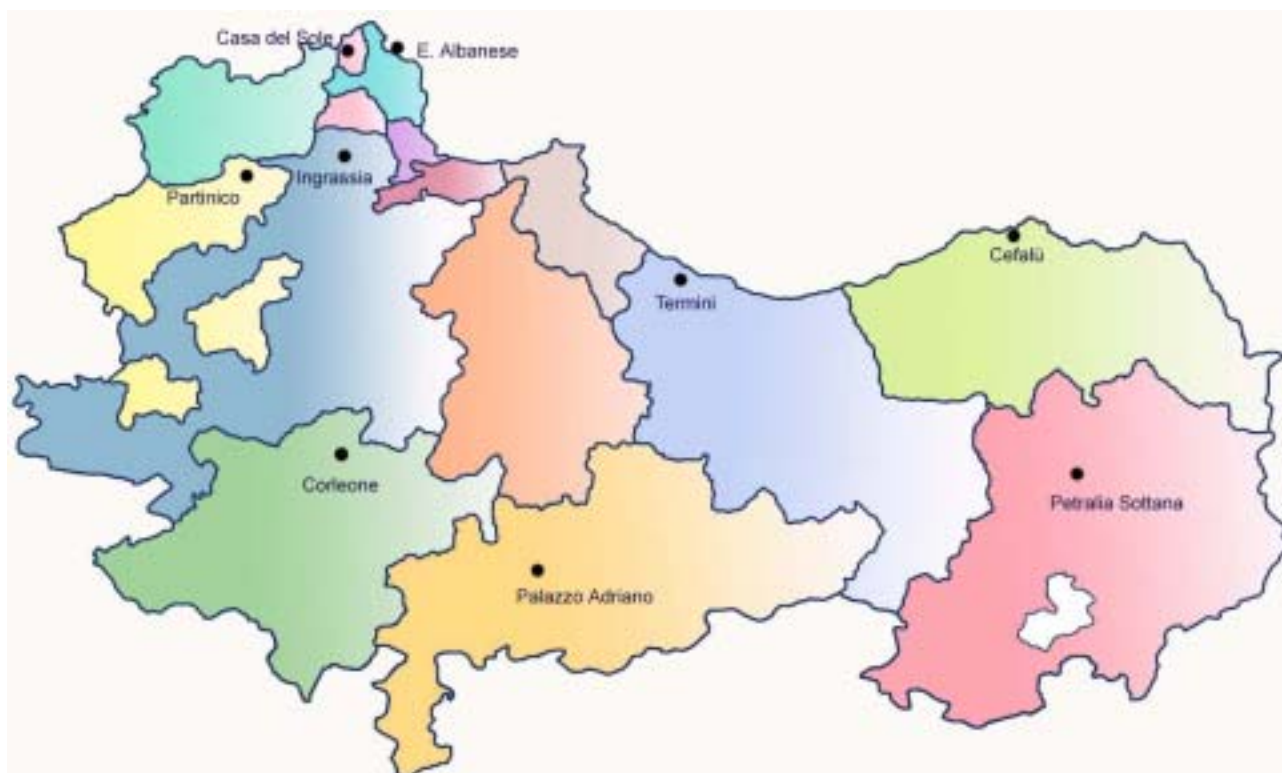 Casa del Sole
E. Albanese
Ingrassia
Partinico
Cefalù
Termini
Corleone
Petralia Sottana
Palazzo Adriano